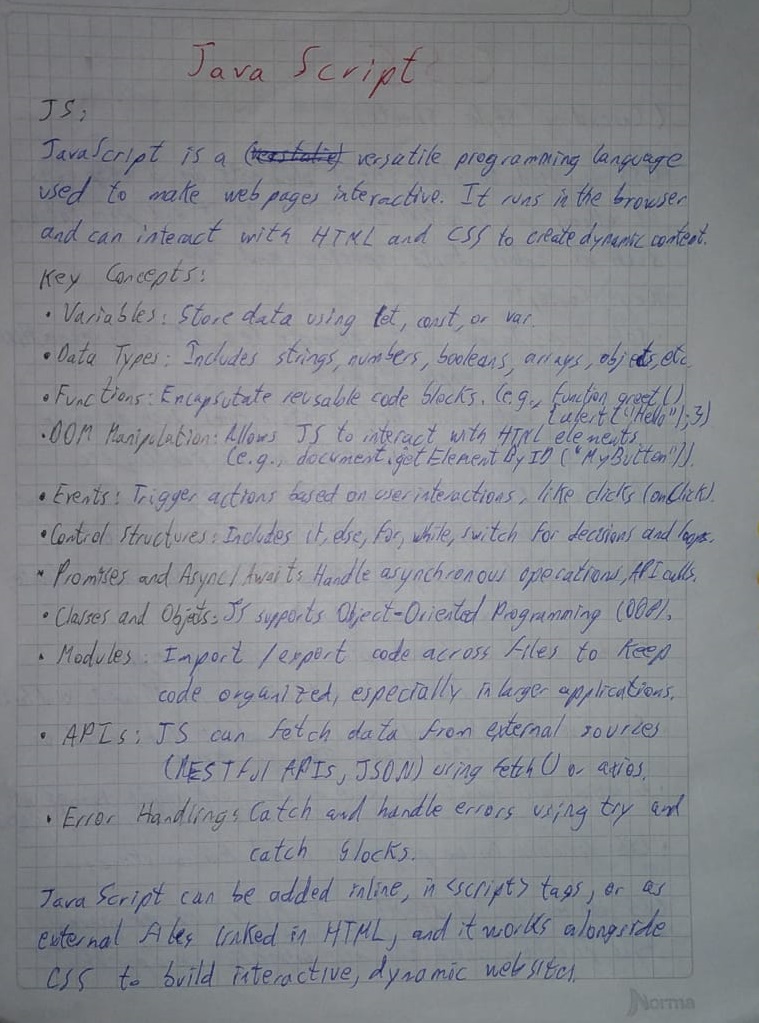 Java Script
JS:
JavaScript is a (verstalie) versatile programming language
used to make web pages interactive. It runs in the browser
and can interact with HTML and CSS to create dynamic content.
Key Concepts:
• Variables: Store data using let, const, or var.
• Data Types: Includes strings, numbers, booleans, arrays, objects, etc.
• Functions: Encapsutate reusable code blocks. (e.g., function greet()
{alert("Hello");})
• DOM Manipulation: Allows JS to interact with HTML elements
(e.g., document.getElementByID ("MyButton")).
• Events: Trigger actions based on user interactions, like clicks (onClick).
• Control Structures: Includes if, else, for, while, switch for decisions and loops.
• Promises and Async/Await: Handle asynchronous operations, API calls.
• Classes and Objects: JS supports Object-Oriented Programming (OOP).
• Modules: Import /export code across files to keep
code organized, especially in larger applications.
• APIs: JS can fetch data from external sources
(RESTful APIs, JSON) using fetch() or axios.
• Error Handling: Catch and handle errors using try and
catch blocks.
Java Script can be added inline, in <script> tags, or as
external files linked in HTML, and it works alongside
CSS to build interactive, dynamic websites.
Norma